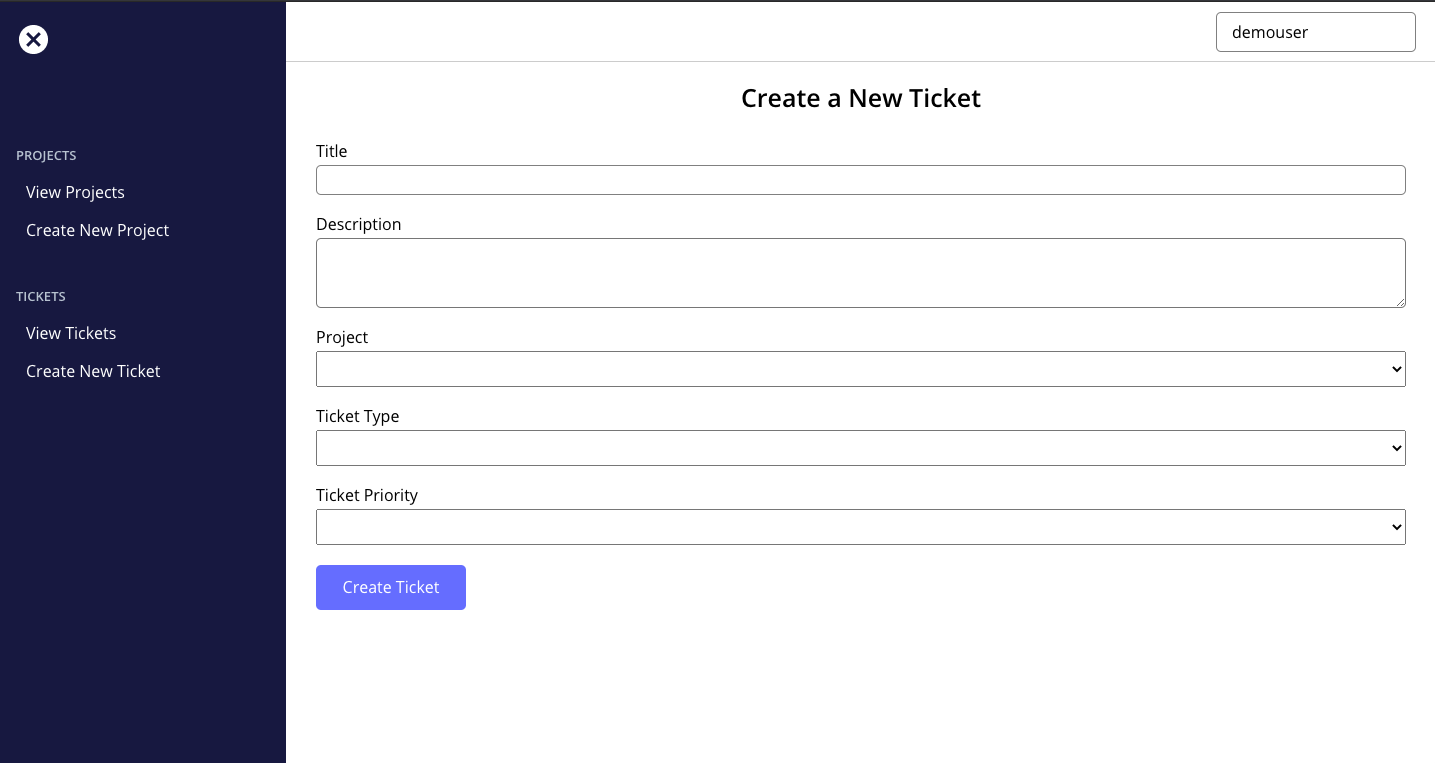 demouser
PROJECTS
View Projects
Create New Project
TICKETS
View Tickets
Create New Ticket
Create a New Ticket
Title
Description
Project
Ticket Type
Ticket Priority
Create Ticket